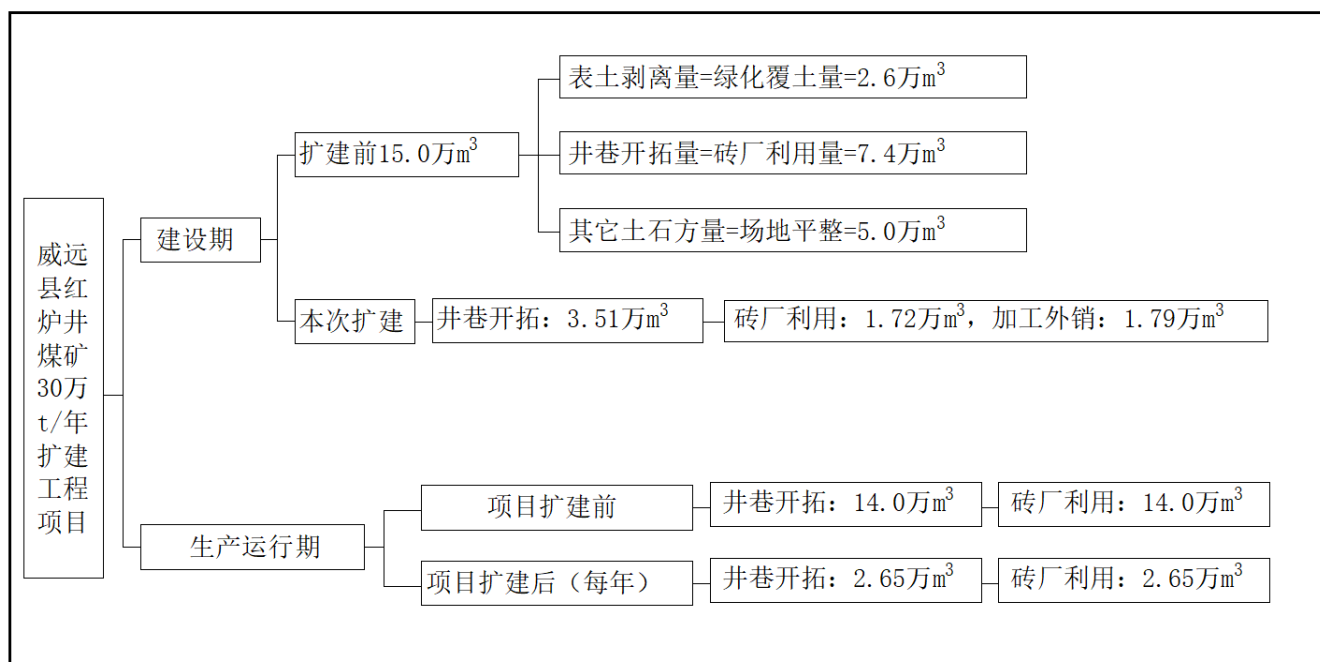 威远
县红
炉井
煤矿
30万
t/年
扩建
工程
项目
建设期
扩建前15.0万m³
表土剥离量=绿化覆土量=2.6万m³
井巷开拓量=砖厂利用量=7.4万m³
其它土石方量=场地平整=5.0万m³
本次扩建
井巷开拓：3.51万m³
砖厂利用：1.72万m³，加工外销：1.79万m³
生产运行期
项目扩建前
井巷开拓：14.0万m³
砖厂利用：14.0万m³
项目扩建后（每年）
井巷开拓：2.65万m³
砖厂利用：2.65万m³